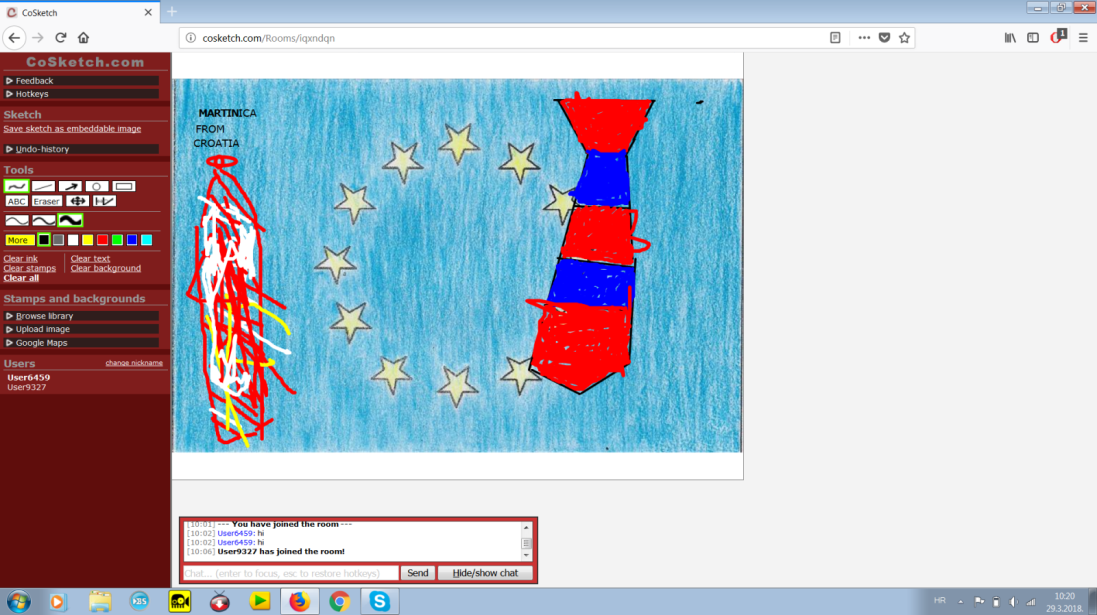 CoSketch
cosketch.com/Rooms/iqxndqn
1
CoSketch.com
Feedback
Hotkeys
Sketch
Save sketch as embeddable image
Undo-history
Tools
ABC
Eraser
More
Clear ink
Clear text
Clear stamps
Clear background
Clear all
Stamps and backgrounds
Browse library
Upload image
Google Maps
Users
change nickname
User6459
User9327
MARTINICA
FROM
CROATIA
[10:01] --- You have joined the room ---
[10:02] User6459: hi
[10:02] User6459: hi
[10:06] User9327 has joined the room!
Chat... (enter to focus, esc to restore hotkeys)
Send
Hide/show chat
HR
10:20
29.3.2018.